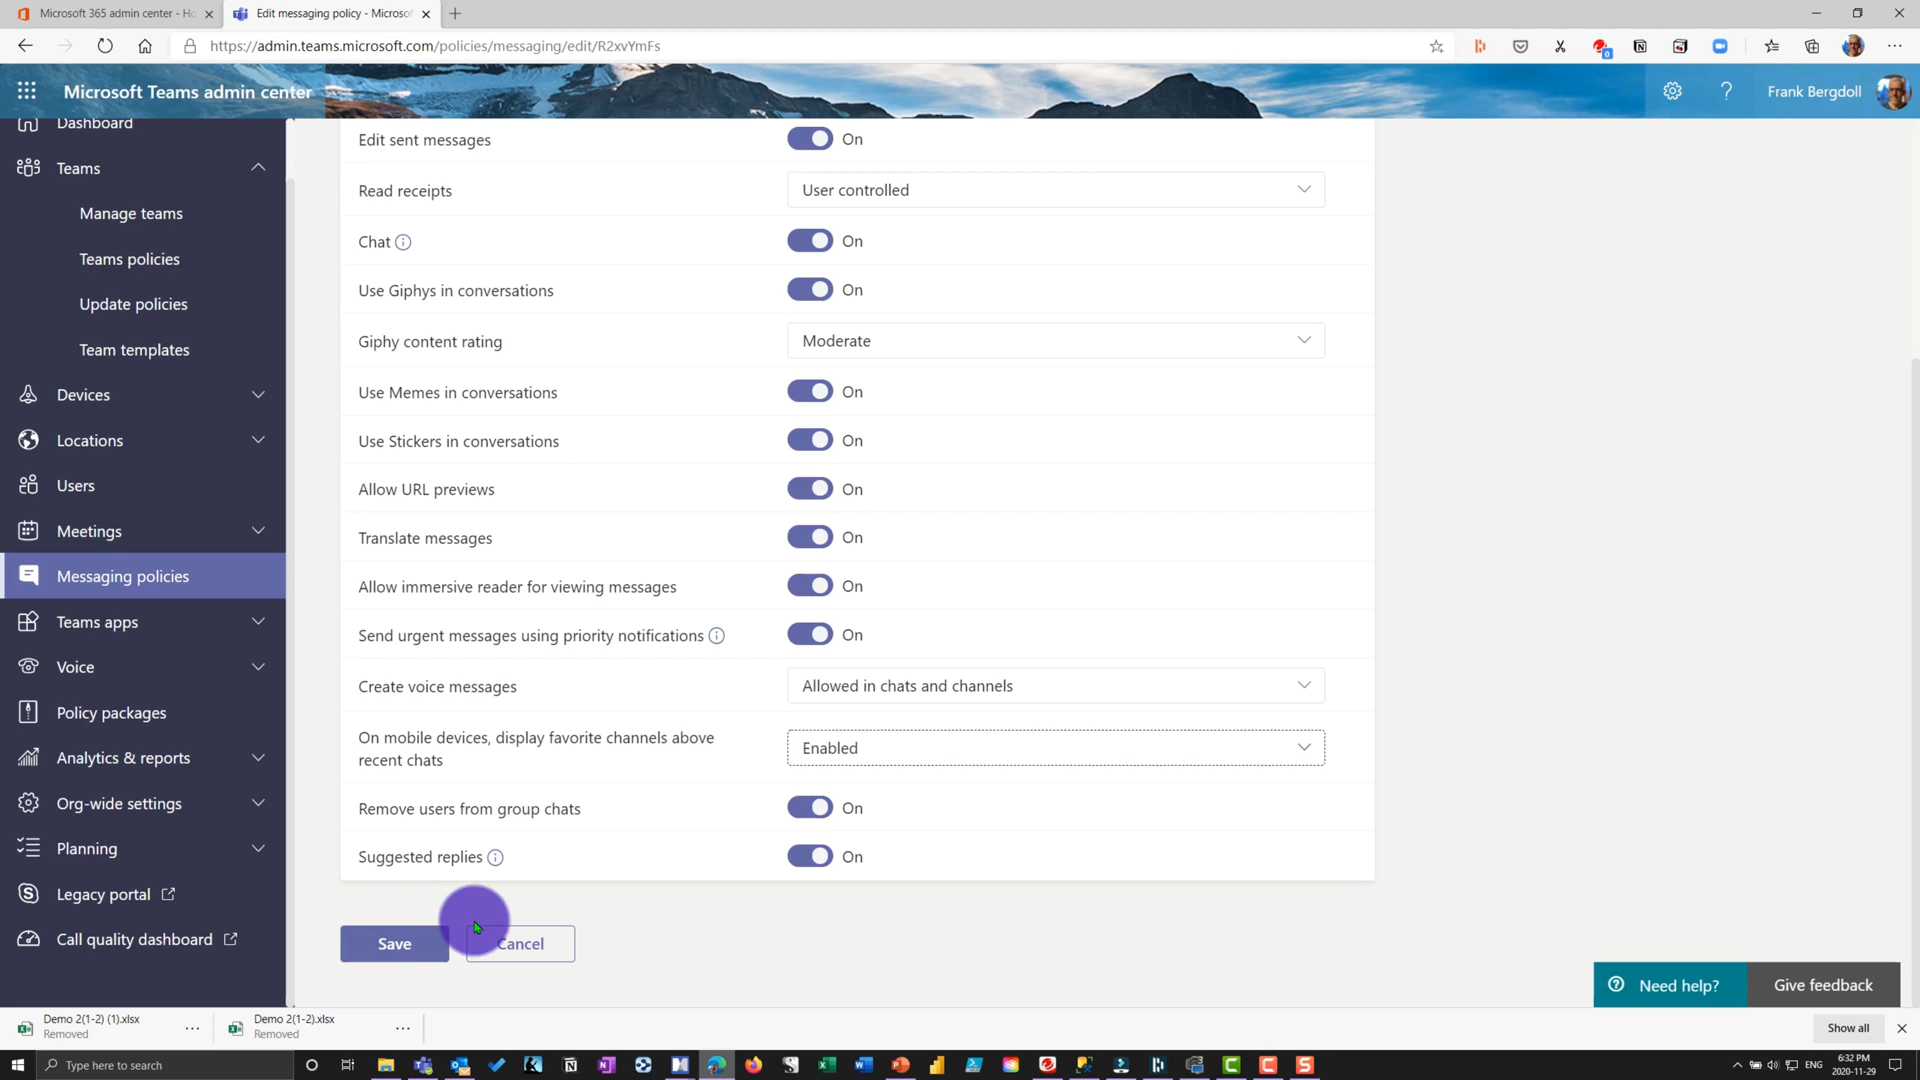 Microsoft 365 admin center - Ho
Edit messaging policy - Microsof
https://admin.teams.microsoft.com/policies/messaging/edit/R2xvYmFs
Microsoft Teams admin center
Frank Bergdoll
Dashboard
Teams
Manage teams
Teams policies
Update policies
Team templates
Devices
Locations
Users
Meetings
Messaging policies
Teams apps
Voice
Policy packages
Analytics & reports
Org-wide settings
Planning
Legacy portal
Call quality dashboard
Edit sent messages On
Read receipts User controlled
Chat On
Use Giphys in conversations On
Giphy content rating Moderate
Use Memes in conversations On
Use Stickers in conversations On
Allow URL previews On
Translate messages On
Allow immersive reader for viewing messages On
Send urgent messages using priority notifications On
Create voice messages Allowed in chats and channels
On mobile devices, display favorite channels above
recent chats
Enabled
Remove users from group chats On
Suggested replies On
Save Cancel
Need help? Give feedback
Demo 2(1-2) (1).xlsx
Removed
Demo 2(1-2).xlsx
Removed
Show all
Type here to search
ENG
6:32 PM
2020-11-29